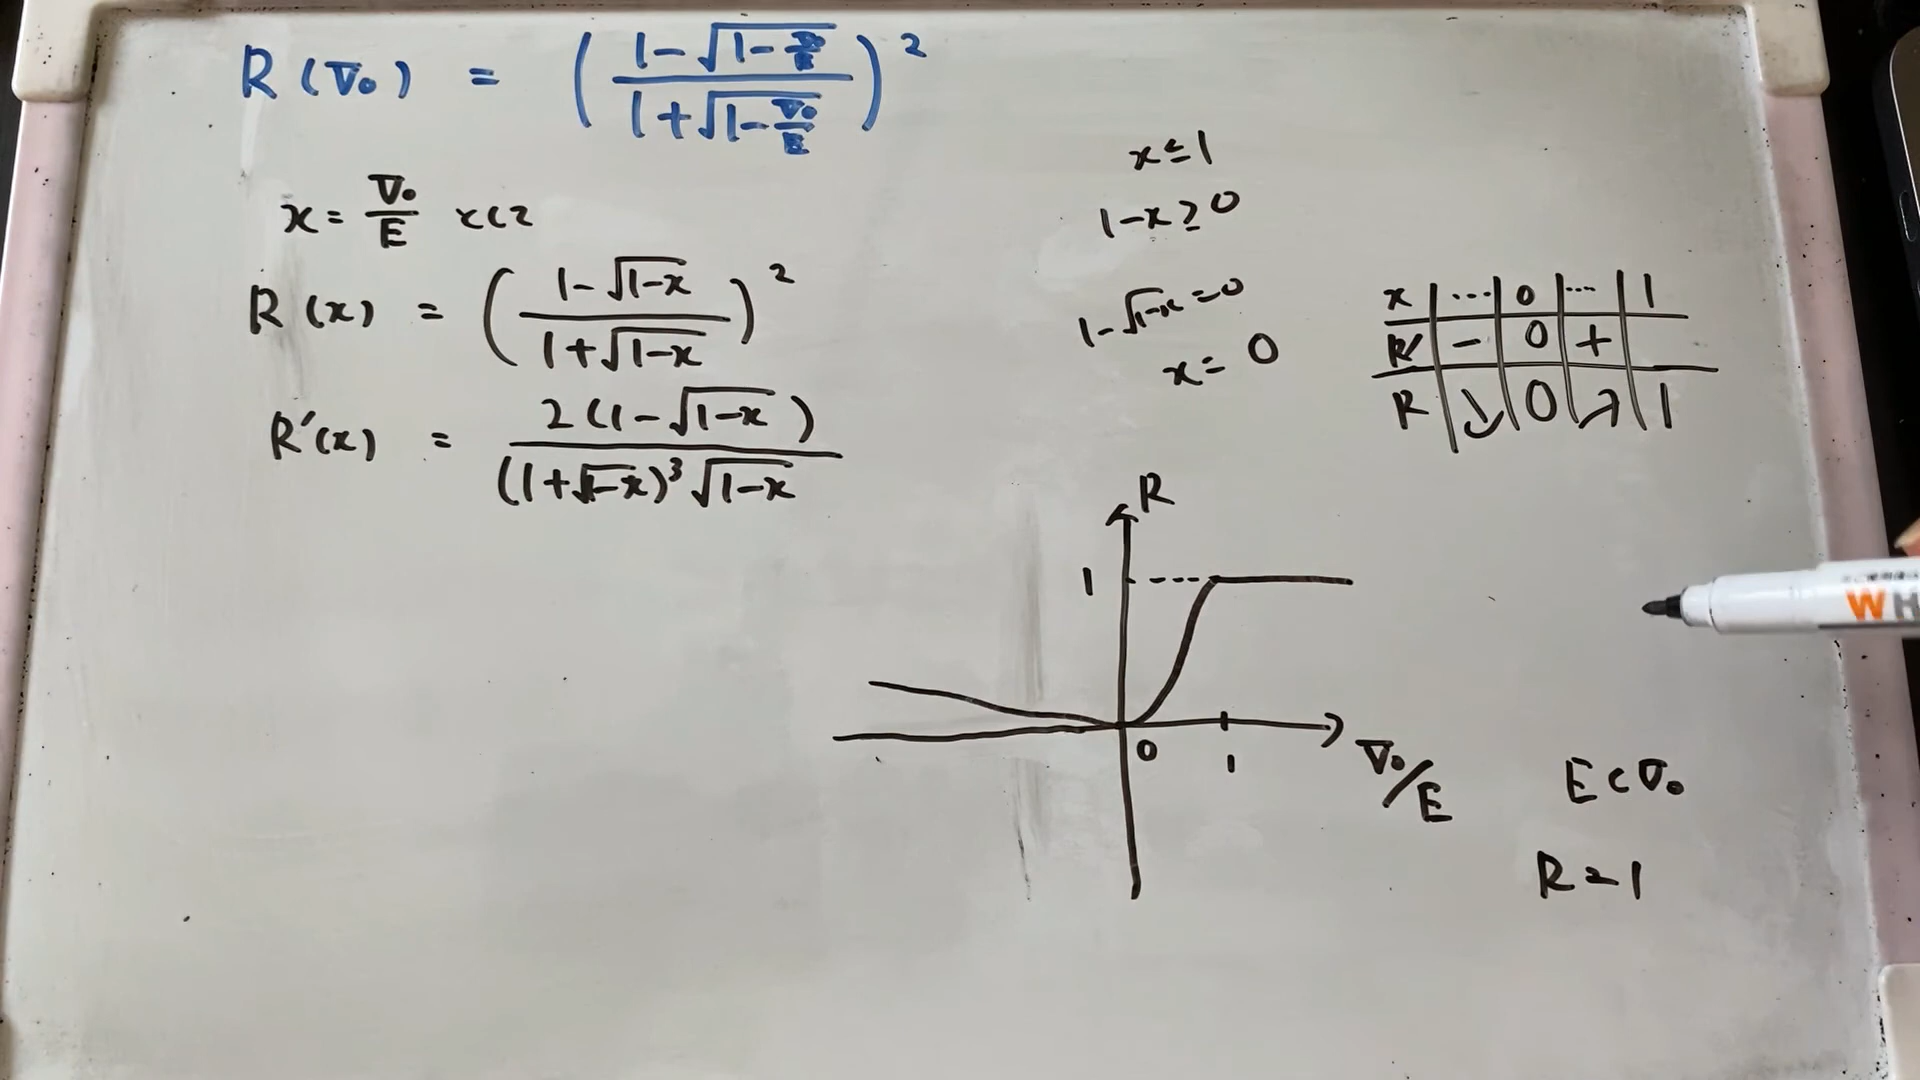 R(V₀) = ((1-√(1-V₀/E))/(1+√(1-V₀/E)))²
x = V₀/E x<2
R(x) = ((1-√(1-x))/(1+√(1-x)))²
R'(x) = 2(1-√(1-x))/((1+√(1-x))³√(1-x))
x≤1
1-x≥0
1-√(1-x)=0
x=0
x | ... | 0 | ... | 1
R' | - | 0 | + |
R | ↘ | 0 | ↗ | 1
R
1
0
1
V₀/E
E<V₀
R=1
WH